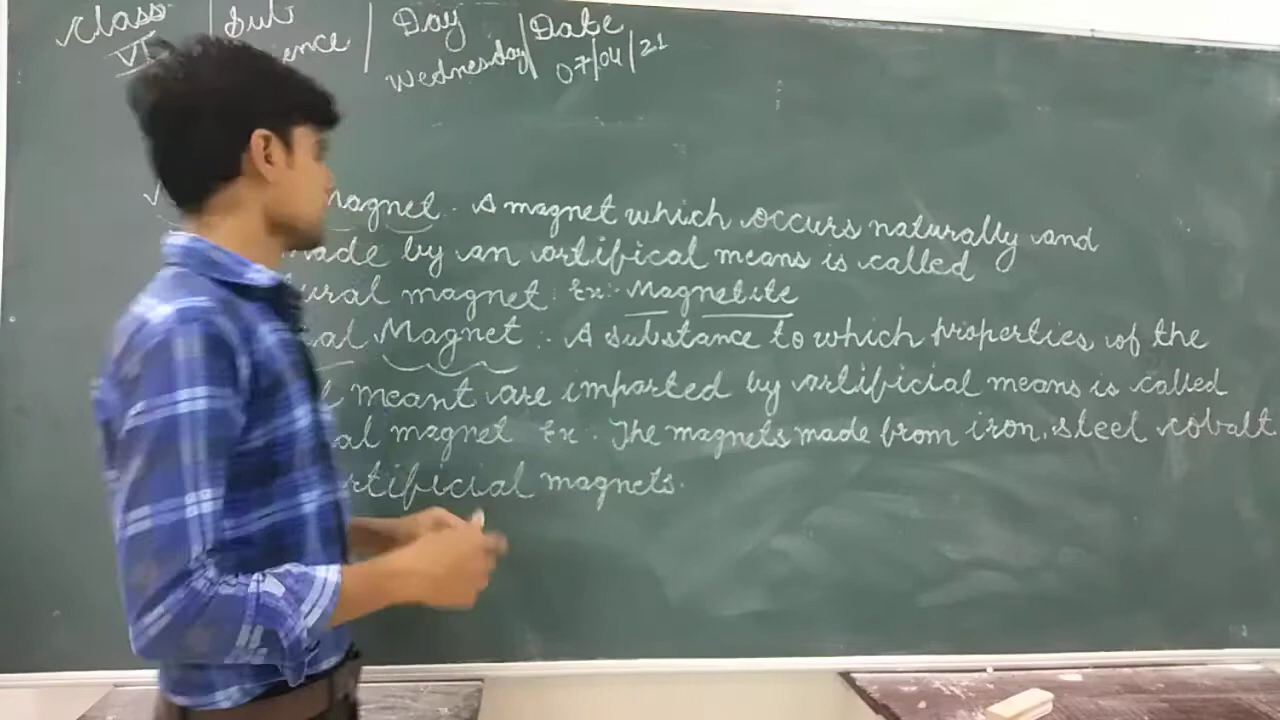 Class | Sub | Day | Date
VI ence | Wednesday | 07/04/21
magnet. A magnet which occurs naturally and
made by an artifical means is called
ural magnet: Ex:- Magnetite
al Magnet :- A substance to which properties of the
l meant are imparted by artificial means is called
al magnet Ex:- The magnets made from iron, steel cobalt
rtificial magnets.